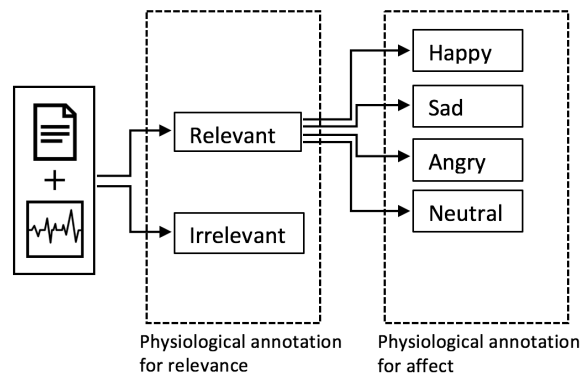 +
Relevant
Irrelevant
Happy
Sad
Angry
Neutral
Physiological annotation
for relevance
Physiological annotation
for affect